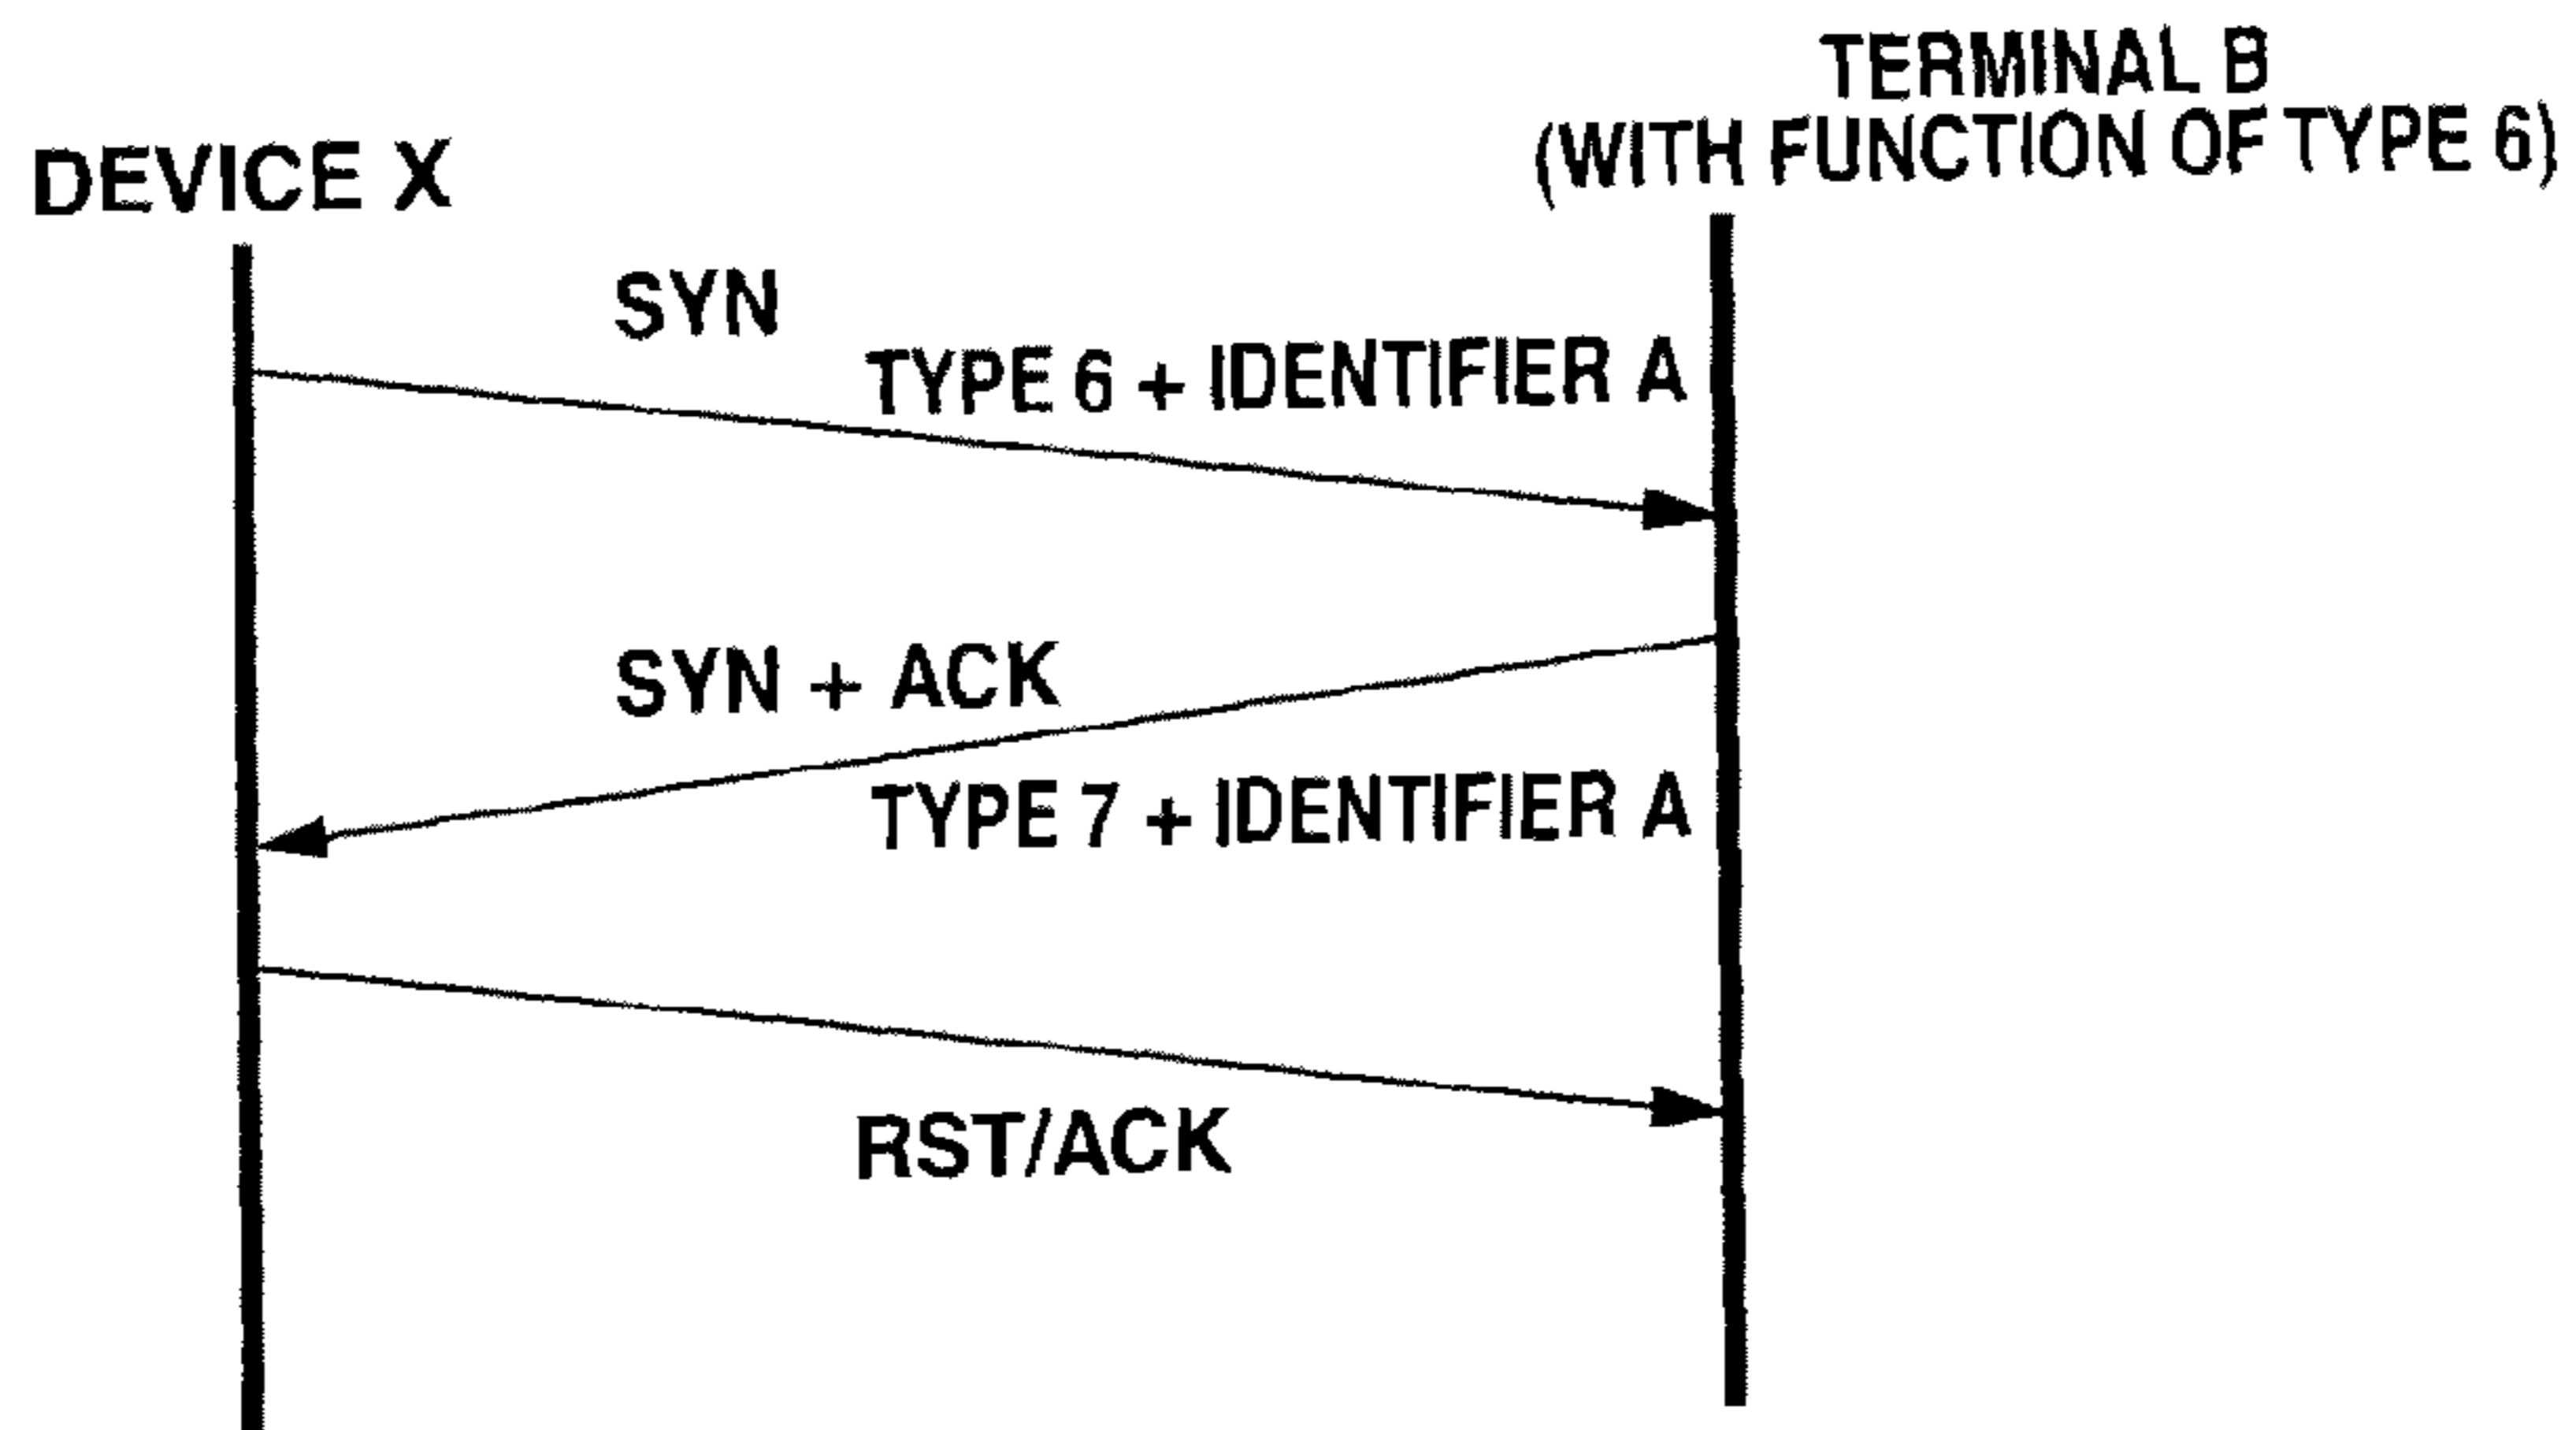 TERMINAL B
(WITH FUNCTION OF TYPE 6)
DEVICE X
SYN
TYPE 6 + IDENTIFIER A
SYN + ACK
TYPE 7 + IDENTIFIER A
RST/ACK